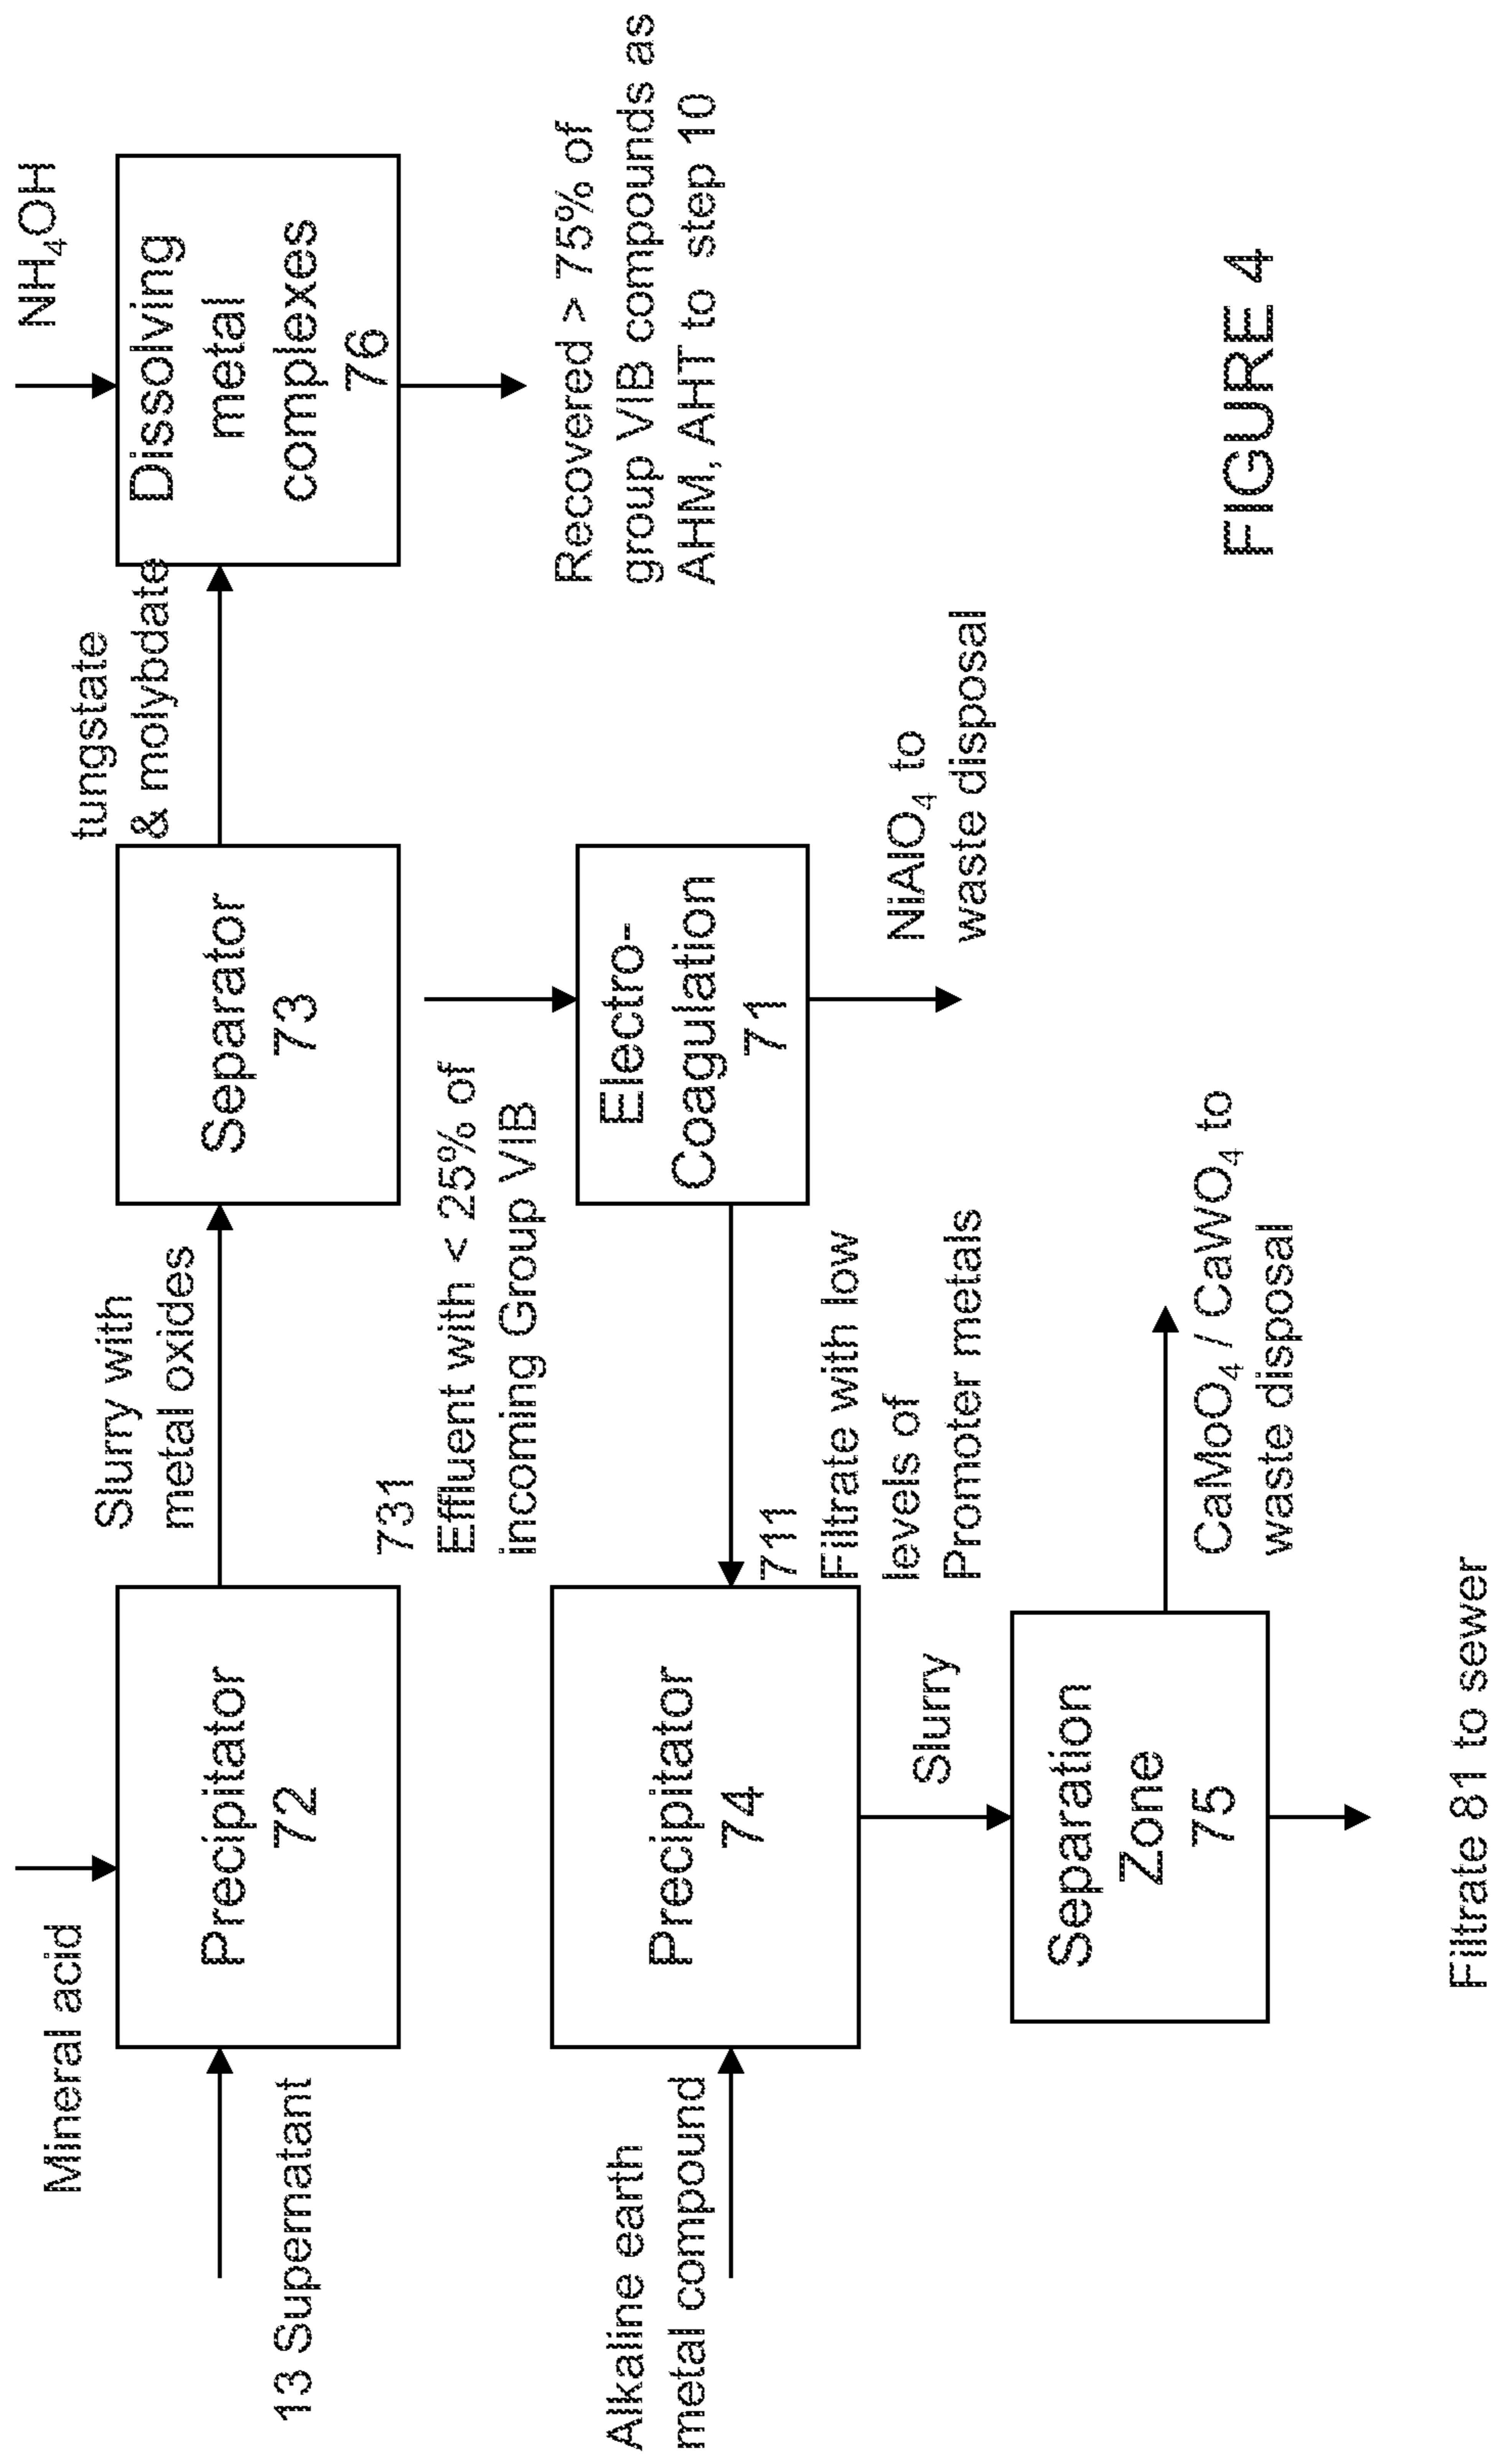 Mineral acid
NH4OH
13 Supernatant
Precipitator
72
Slurry with
metal oxides
Separator
73
tungstate
& molybdate
Dissolving
metal
complexes
76
731
Effluent with < 25% of
incoming Group VIB
Recovered > 75% of
group VIB compounds as
AHM, AHT to step 10
Alkaline earth
metal compound
Precipitator
74
Electro-
Coagulation
71
711
Filtrate with low
levels of
Promoter metals
NiAlO4 to
waste disposal
Slurry
Separation
Zone
75
CaMoO4 / CaWO4 to
waste disposal
Filtrate 81 to sewer
FIGURE 4